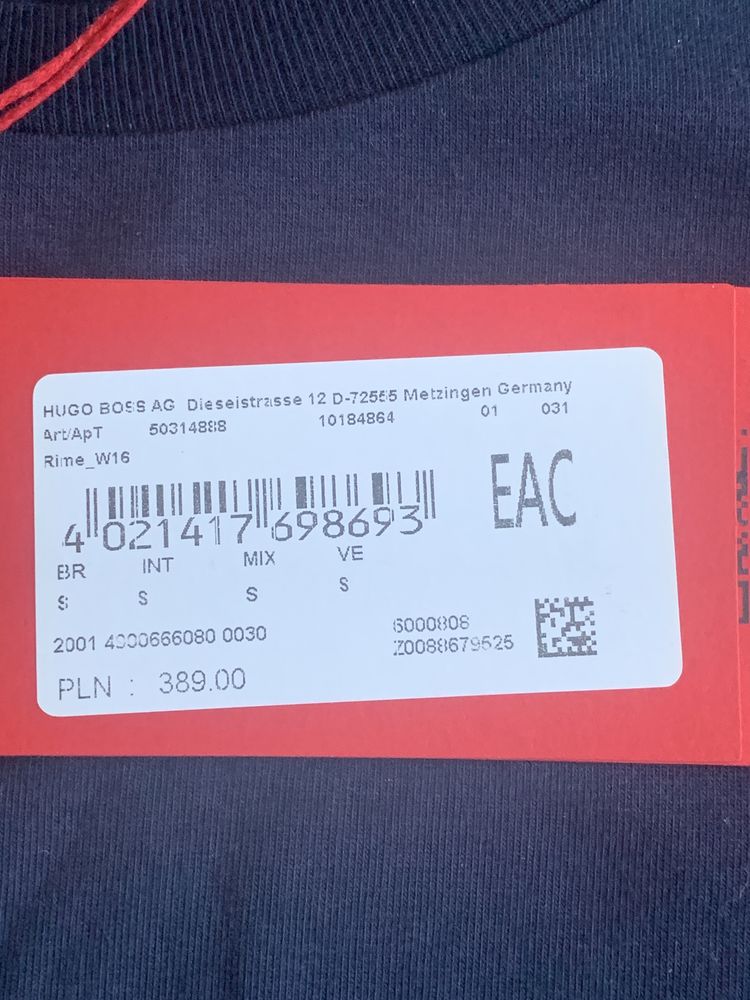 HUGO BOSS AG Dieselstrasse 12 D-72555 Metzingen Germany
Art/ApT 50314888 10184864 01 031
Rime_W16
4 021417 698693
EAC
BR INT MIX VE
S S S S
2001 4000666080 0030
6000808
Z0088679525
PLN : 389.00